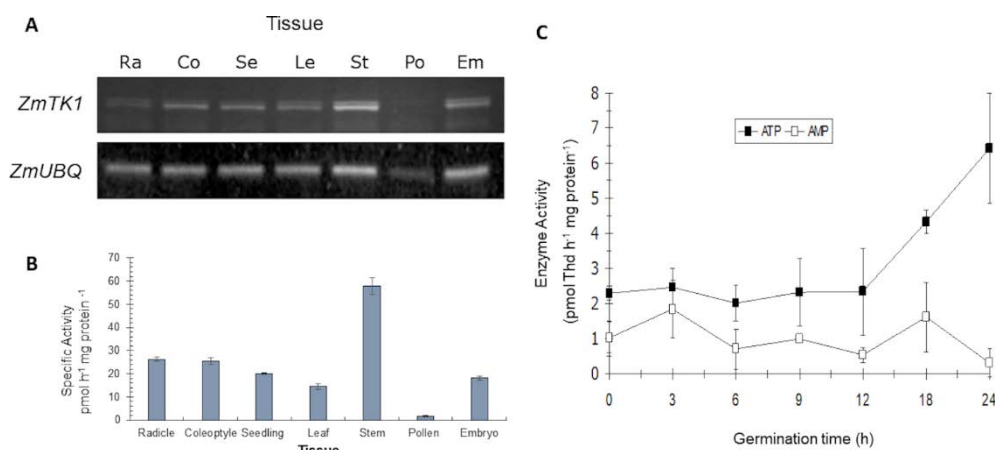 A
Tissue
Ra Co Se Le St Po Em
ZmTK1
ZmUBQ
B
Specific Activity
pmol h-1 mg protein -1
70
60
50
40
30
20
10
0
Radicle Coleoptyle Seedling Leaf Stem Pollen Embryo
Tissue
C
Enzyme Activity
(pmol Thd h-1 mg protein-1)
8
7
6
5
4
3
2
1
0
ATP AMP
0 3 6 9 12 18 24
Germination time (h)